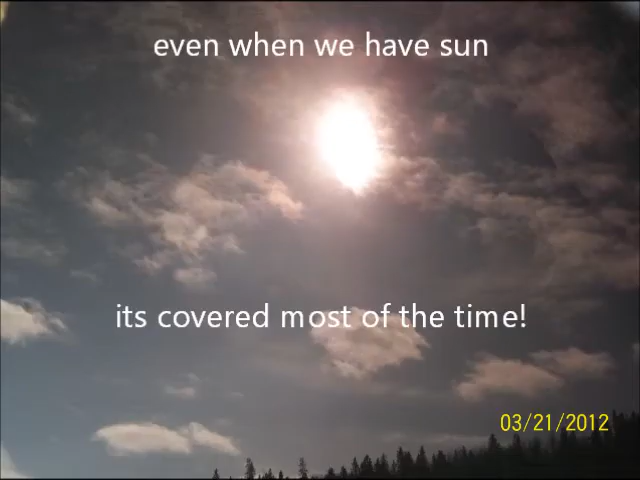 even when we have sun
its covered most of the time!
03/21/2012